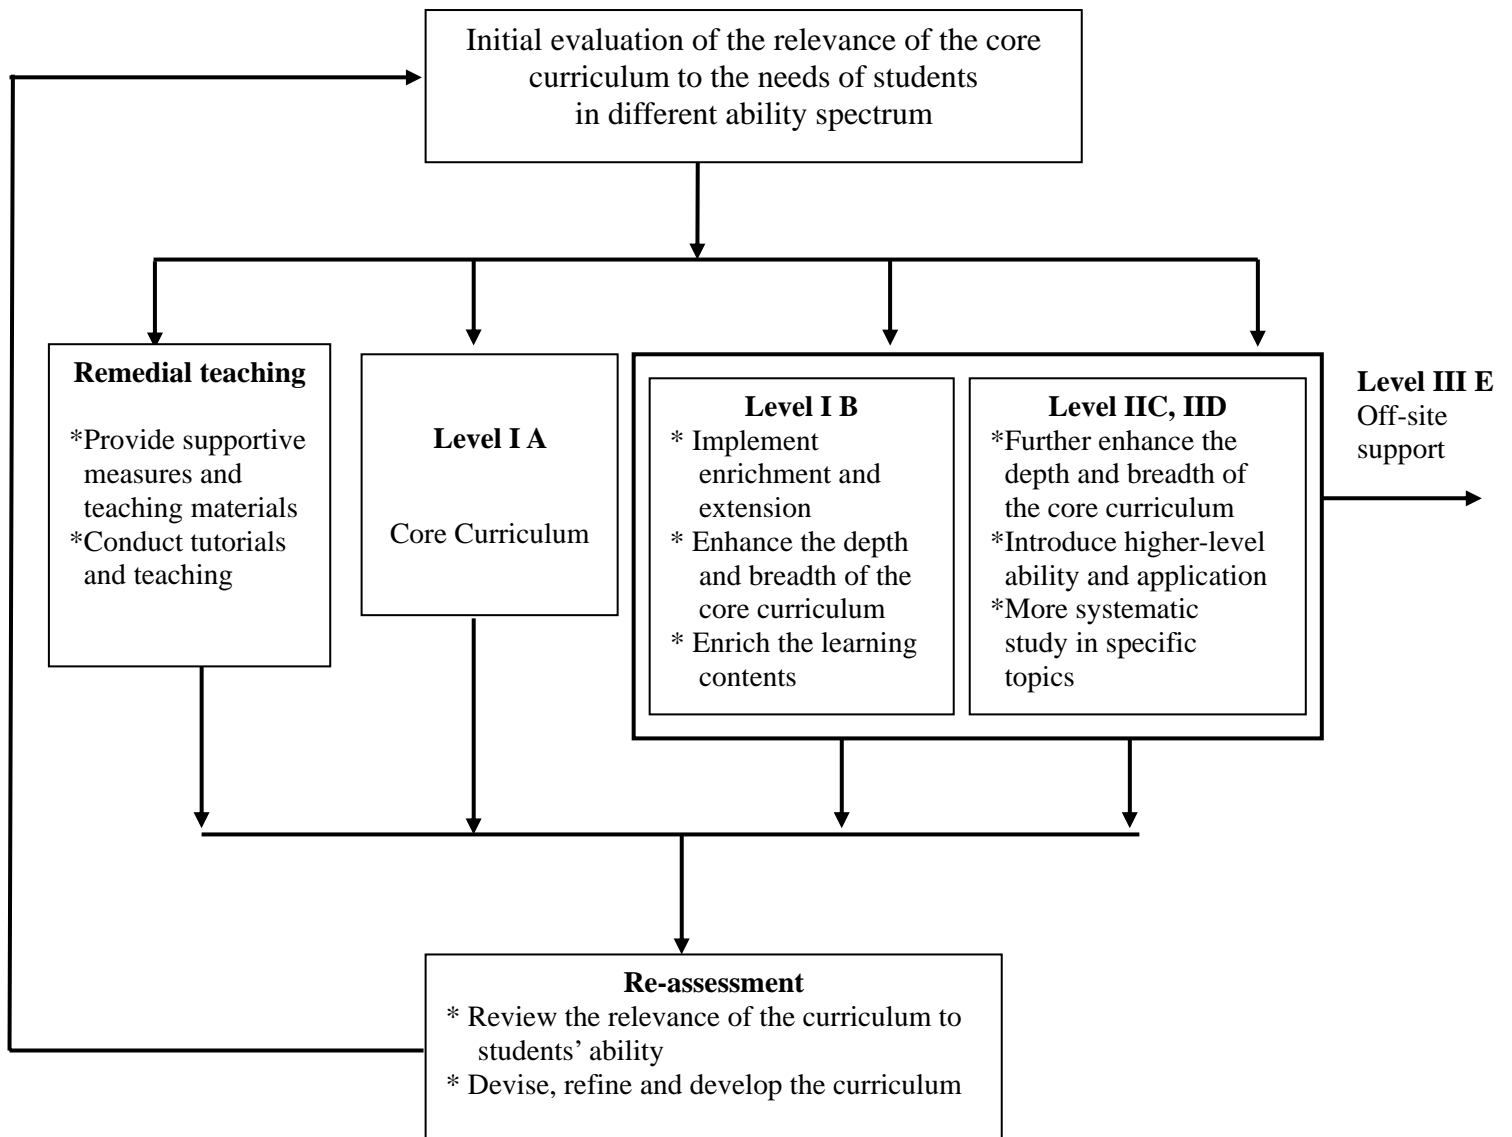 Initial evaluation of the relevance of the core
curriculum to the needs of students
in different ability spectrum
Remedial teaching
*Provide supportive
measures and
teaching materials
*Conduct tutorials
and teaching
Level I A
Core Curriculum
Level I B
* Implement
enrichment and
extension
* Enhance the depth
and breadth of the
core curriculum
* Enrich the learning
contents
Level IIC, IID
*Further enhance the
depth and breadth of
the core curriculum
*Introduce higher-level
ability and application
*More systematic
study in specific
topics
Level III E
Off-site
support
Re-assessment
* Review the relevance of the curriculum to
students’ ability
* Devise, refine and develop the curriculum